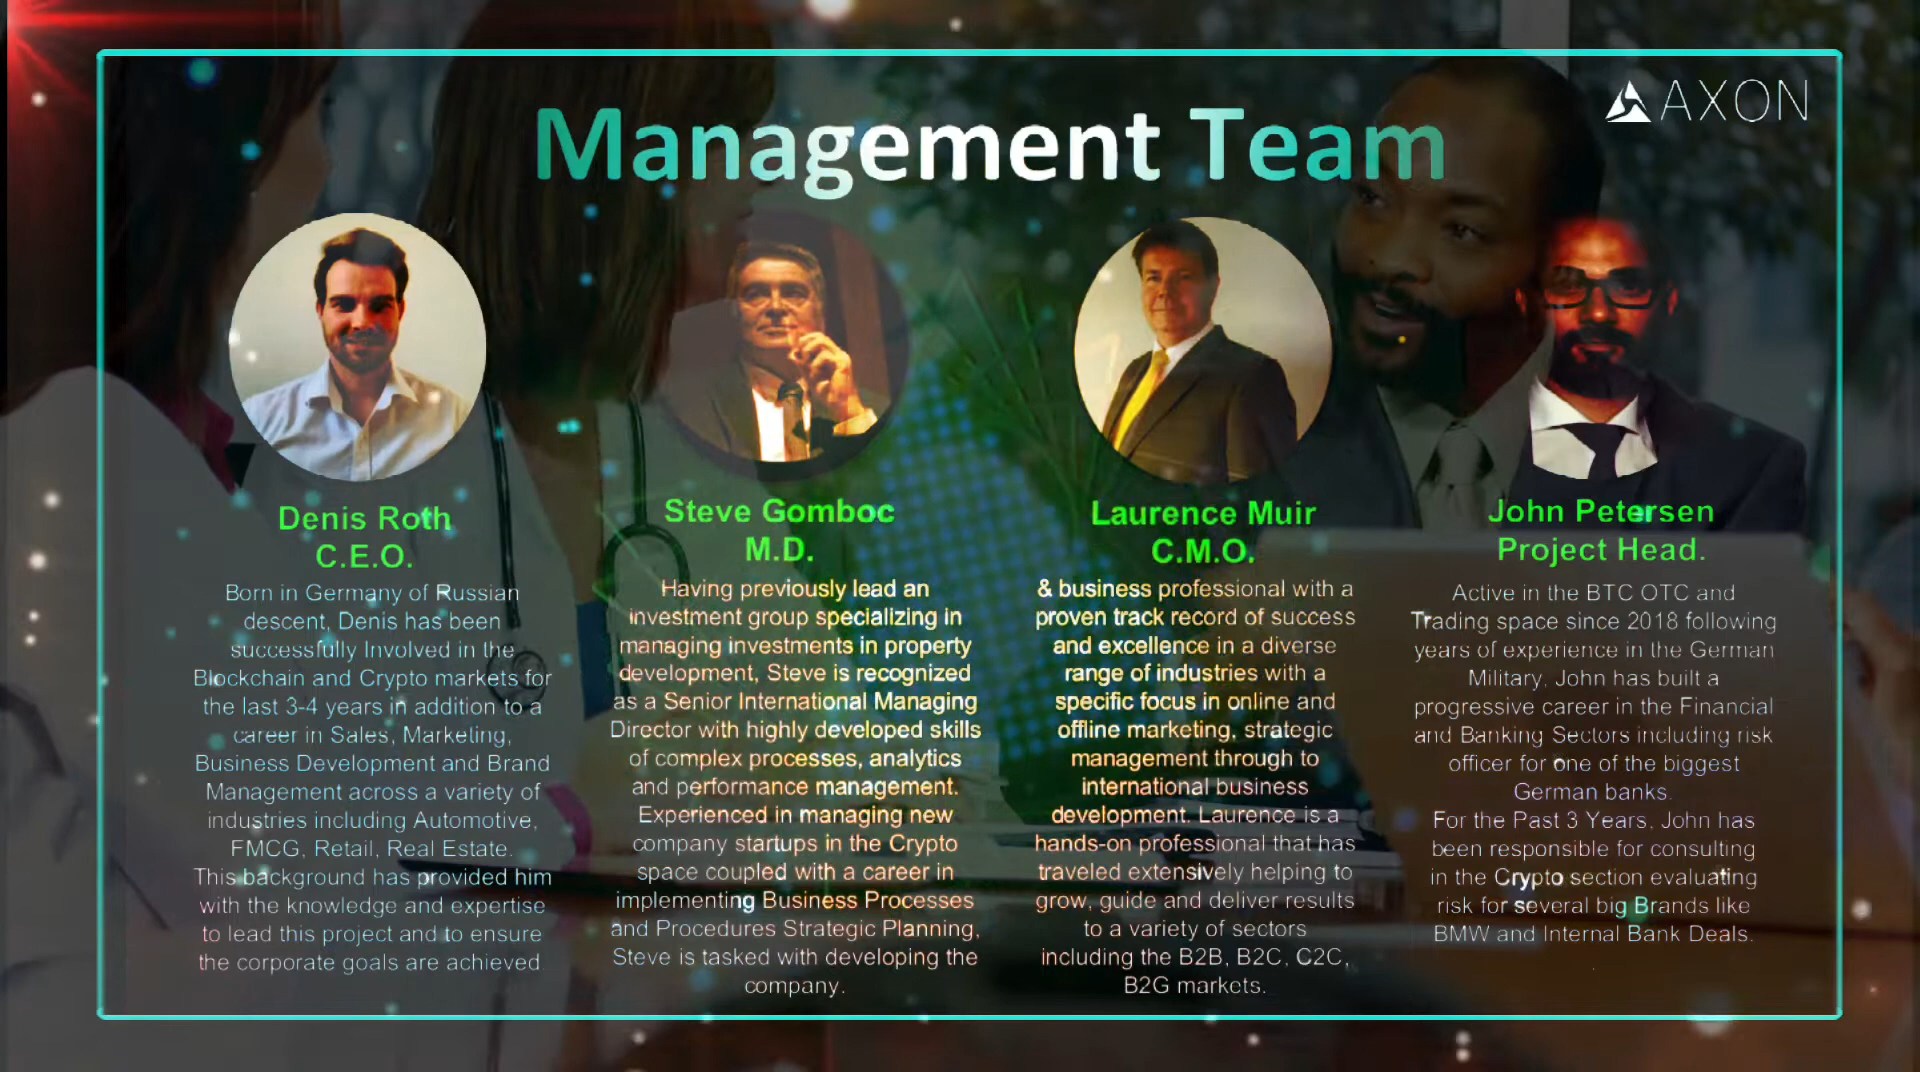 AXON
Management Team
Denis Roth
C.E.O.
Born in Germany of Russian
descent, Denis has been
successfully Involved in the
Blockchain and Crypto markets for
the last 3-4 years in addition to a
career in Sales, Marketing,
Business Development and Brand
Management across a variety of
industries including Automotive,
FMCG, Retail, Real Estate.
This background has provided him
with the knowledge and expertise
to lead this project and to ensure
the corporate goals are achieved
Steve Gomboc
M.D.
Having previously lead an
investment group specializing in
managing investments in property
development, Steve is recognized
as a Senior International Managing
Director with highly developed skills
of complex processes, analytics
and performance management.
Experienced in managing new
company startups in the Crypto
space coupled with a career in
implementing Business Processes
and Procedures Strategic Planning,
Steve is tasked with developing the
company.
Laurence Muir
C.M.O.
& business professional with a
proven track record of success
and excellence in a diverse
range of industries with a
specific focus in online and
offline marketing, strategic
management through to
international business
development. Laurence is a
hands-on professional that has
traveled extensively helping to
grow, guide and deliver results
to a variety of sectors
including the B2B, B2C, C2C,
B2G markets.
John Petersen
Project Head.
Active in the BTC OTC and
Trading space since 2018 following
years of experience in the German
Military, John has built a
progressive career in the Financial
and Banking Sectors including risk
officer for one of the biggest
German banks.
For the Past 3 Years, John has
been responsible for consulting
in the Crypto section evaluating
risk for several big Brands like
BMW and Internal Bank Deals.